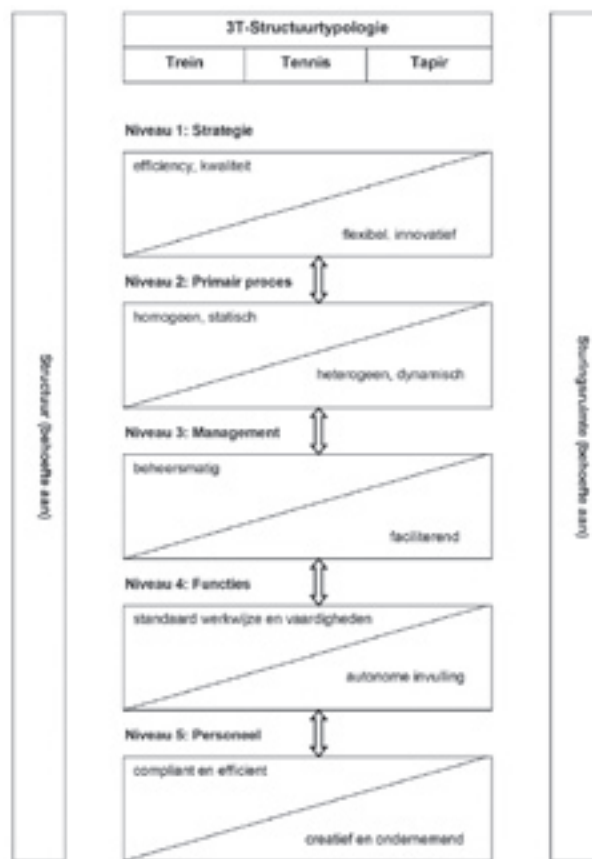 3T-Structuurtypologie
Trein Tennis Tapir
Niveau 1: Strategie
efficiency, kwaliteit
flexibel. innovatief
Niveau 2: Primair proces
homogeen, statisch
heterogeen, dynamisch
Niveau 3: Management
beheersmatig
faciliterend
Niveau 4: Functies
standaard werkwijze en vaardigheden
autonome invulling
Niveau 5: Personeel
compliant en efficient
creatief en ondernemend
Structuur (behoefte aan)
Sturingsruimte (behoefte aan)